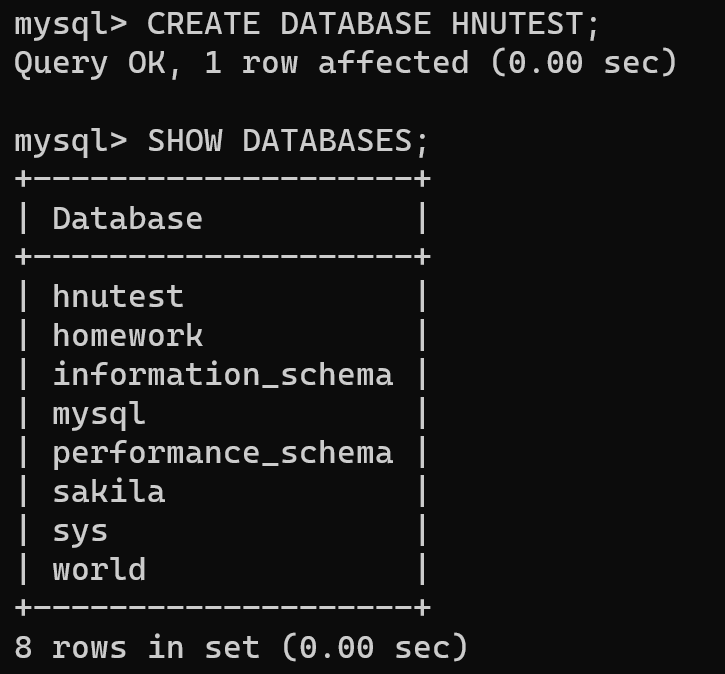 mysql> CREATE DATABASE HNUTEST;
Query OK, 1 row affected (0.00 sec)

mysql> SHOW DATABASES;
+--------------------+
| Database           |
+--------------------+
| hnutest            |
| homework           |
| information_schema |
| mysql              |
| performance_schema |
| sakila             |
| sys                |
| world              |
+--------------------+
8 rows in set (0.00 sec)